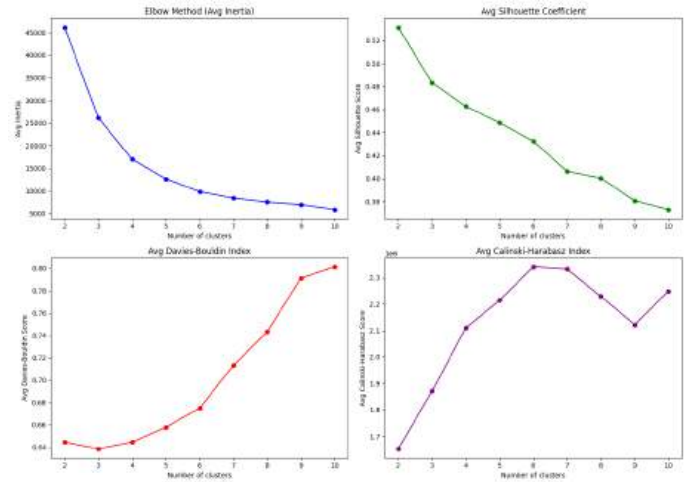 Elbow Method (Avg Inertia)
Avg Inertia
45000
40000
35000
30000
25000
20000
15000
10000
5000
2 3 4 5 6 7 8 9 10
Number of clusters
Avg Silhouette Coefficient
Avg Silhouette Score
0.52
0.50
0.48
0.46
0.44
0.42
0.40
0.38
2 3 4 5 6 7 8 9 10
Number of clusters
Avg Davies-Bouldin Index
Avg Davies-Bouldin Score
0.80
0.78
0.76
0.74
0.72
0.70
0.68
0.66
0.64
2 3 4 5 6 7 8 9 10
Number of clusters
Avg Calinski-Harabasz Index
Avg Calinski-Harabasz Score
2.3
2.2
2.1
2.0
1.9
1.8
1.7
2 3 4 5 6 7 8 9 10
Number of clusters